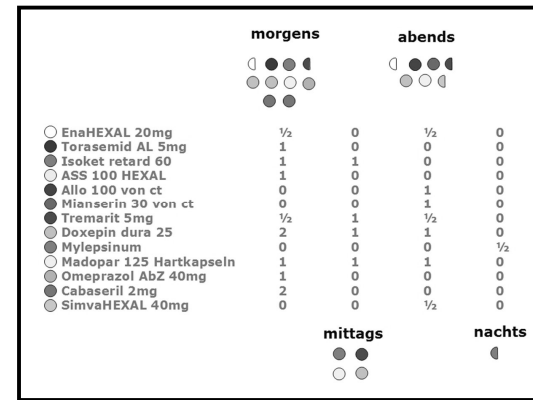 morgens abends
EnaHEXAL 20mg ½ 0 ½ 0
Torasemid AL 5mg 1 0 0 0
Isoket retard 60 1 1 0 0
ASS 100 HEXAL 1 0 0 0
Allo 100 von ct 0 0 1 0
Mianserin 30 von ct 0 0 1 0
Tremarit 5mg ½ 1 ½ 0
Doxepin dura 25 2 1 1 0
Mylepsinum 0 0 0 ½
Madopar 125 Hartkapseln 1 1 1 0
Omeprazol AbZ 40mg 1 0 0 0
Cabaseril 2mg 2 0 0 0
SimvaHEXAL 40mg 0 0 ½ 0
mittags nachts